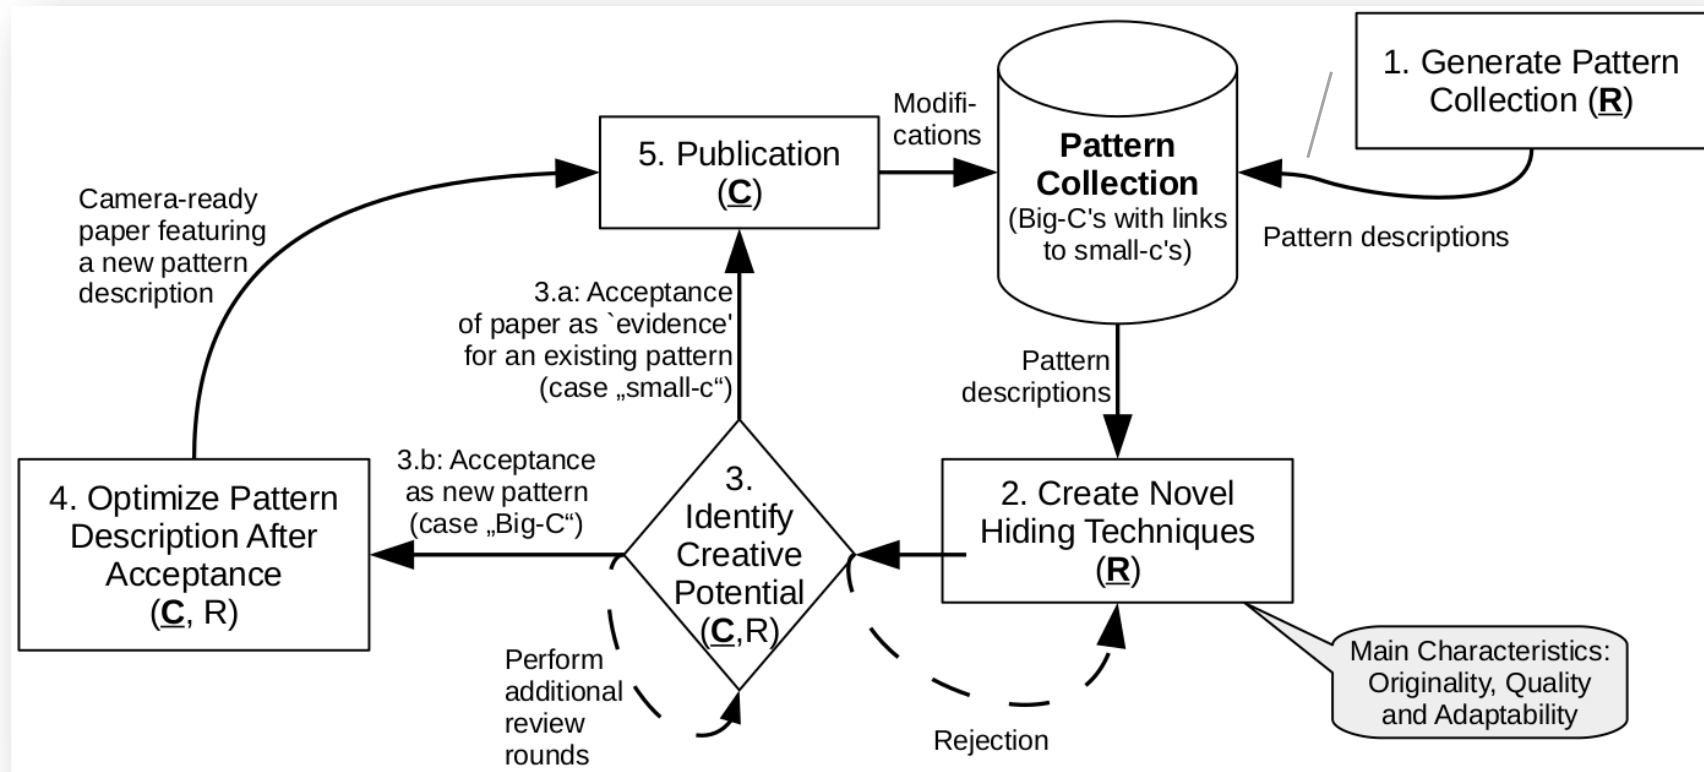 1. Generate Pattern
Collection (R)
Pattern descriptions
Pattern
Collection
(Big-C's with links
to small-c's)
Pattern
descriptions
2. Create Novel
Hiding Techniques
(R)
Main Characteristics:
Originality, Quality
and Adaptability
Rejection
3.
Identify
Creative
Potential
(C,R)
Perform
additional
review
rounds
3.a: Acceptance
of paper as `evidence'
for an existing pattern
(case „small-c“)
3.b: Acceptance
as new pattern
(case „Big-C“)
4. Optimize Pattern
Description After
Acceptance
(C, R)
Camera-ready
paper featuring
a new pattern
description
5. Publication
(C)
Modifi-
cations